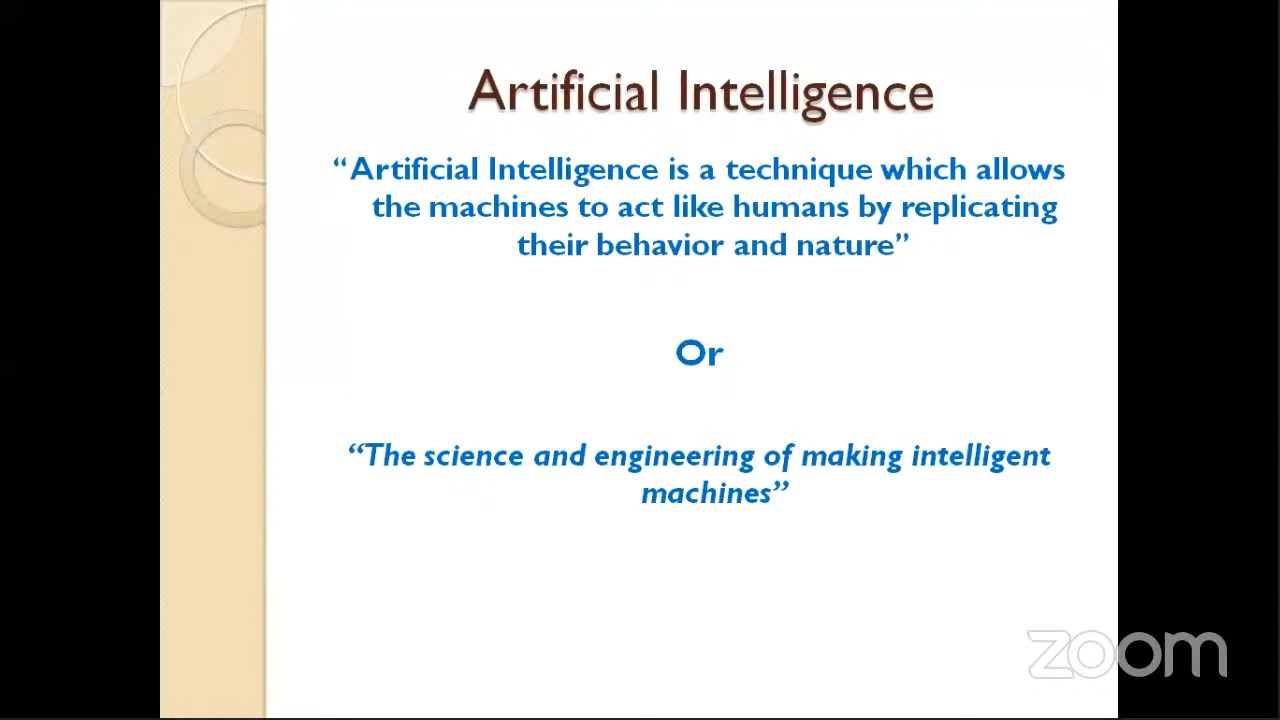 Artificial Intelligence
“Artificial Intelligence is a technique which allows
the machines to act like humans by replicating
their behavior and nature”
Or
“The science and engineering of making intelligent
machines”
zoom